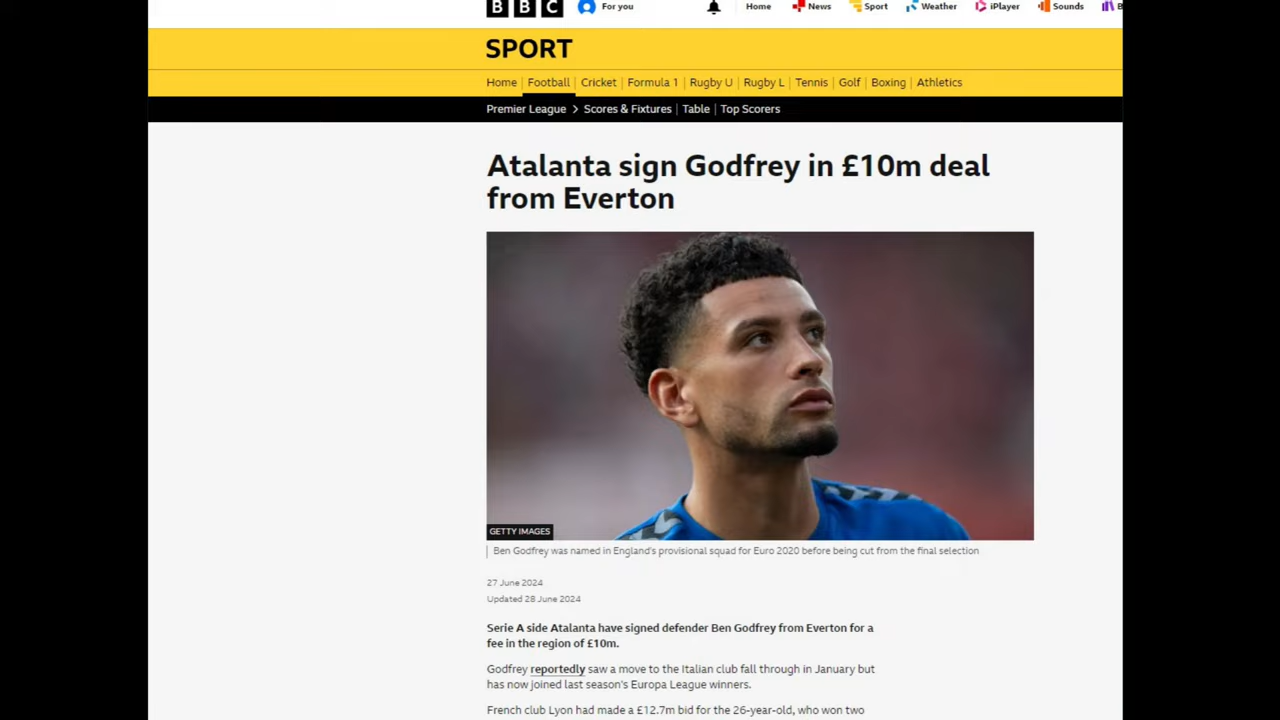 BBC
For you
Home
News
Sport
Weather
iPlayer
Sounds
SPORT
Home
Football
Cricket
Formula 1
Rugby U
Rugby L
Tennis
Golf
Boxing
Athletics
Premier League
Scores & Fixtures
Table
Top Scorers
Atalanta sign Godfrey in £10m deal
from Everton
GETTY IMAGES
Ben Godfrey was named in England's provisional squad for Euro 2020 before being cut from the final selection
27 June 2024
Updated 28 June 2024
Serie A side Atalanta have signed defender Ben Godfrey from Everton for a
fee in the region of £10m.
Godfrey reportedly saw a move to the Italian club fall through in January but
has now joined last season's Europa League winners.
French club Lyon had made a £12.7m bid for the 26-year-old, who won two